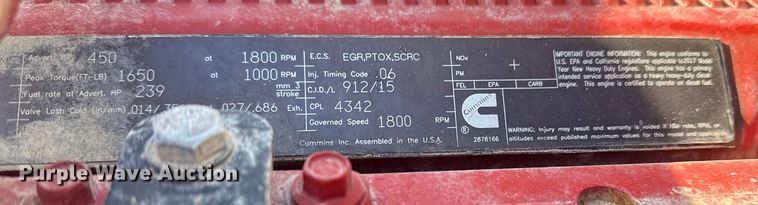 Advert. HP 450 at 1800 RPM
Peak Torque(FT-LB) 1650 at 1000 RPM
Fuel rate at Advert. HP 239 mm 3 stroke
Valve Lash Cold (in/mm) .014/.35 .027/.686 Exh.
E.C.S. EGR,PTOX,SCRC
Inj. Timing Code .06
C.I.D./L 912/15
CPL 4342
Governed Speed 1800 RPM
Cummins Inc. Assembled in the U.S.A.
NOx
PM
FEL EPA CARB
Cummins
®
2878166
IMPORTANT ENGINE INFORMATION: This engine conforms to
U.S. EPA and California regulations applicable to2017 Model
Year New Heavy Duty Engines. This engine has a primary
intended service application as a heavy heavy-duty diesel
engine. This engine is certified to operate on diesel fuel.
WARNING: Injury may result and warranty is voided if fuel rate, RPM, or
altitudes exceed published maximum values for this model and application.
Purple Wave Auction
Purple Wave Auction